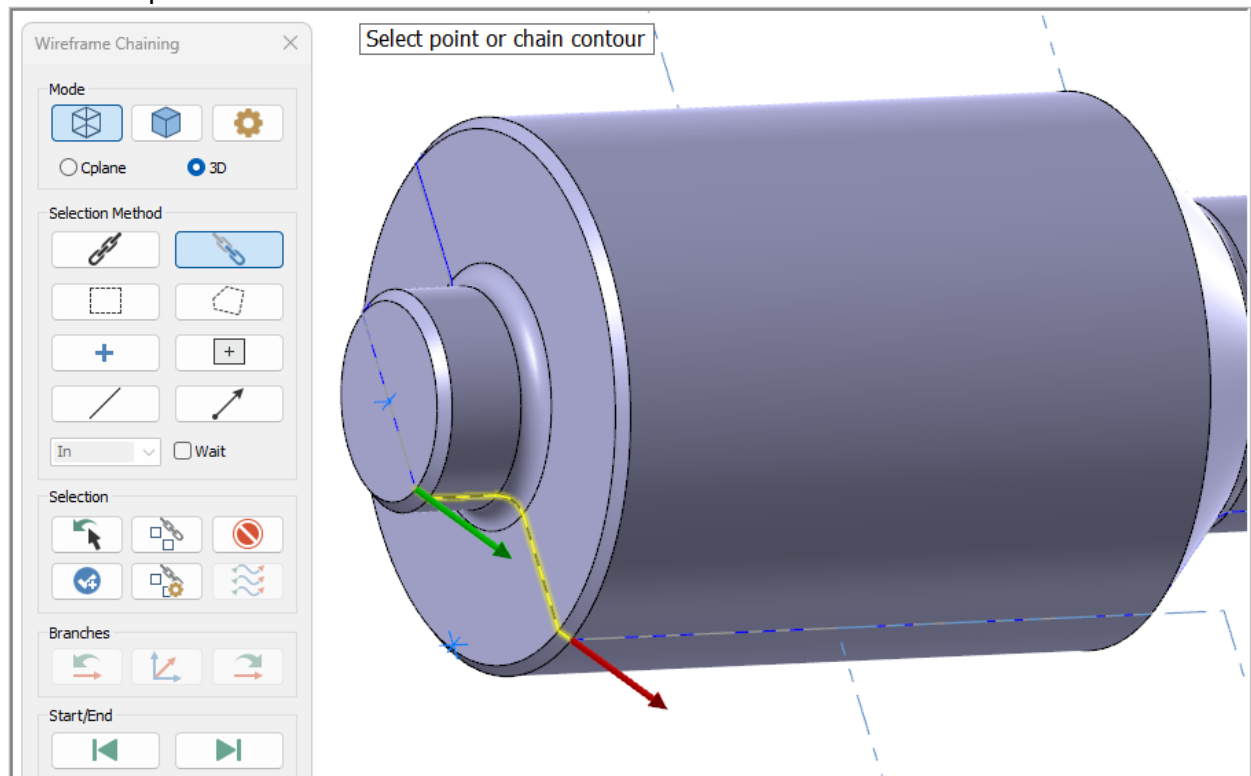 Wireframe Chaining
Select point or chain contour
Mode
Cplane
3D
Selection Method
In
Wait
Selection
Branches
Start/End